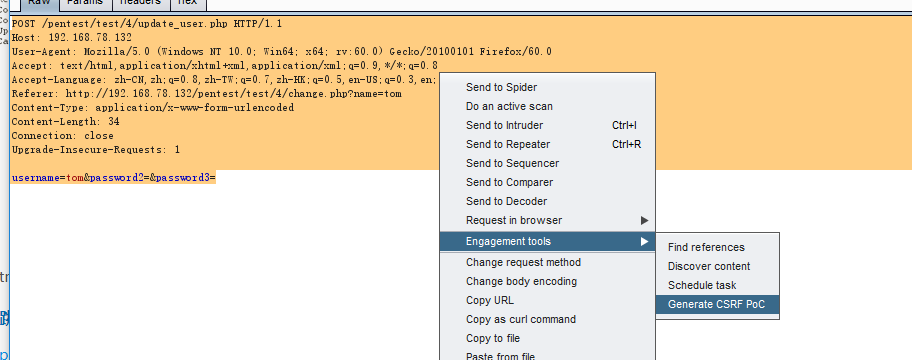 Raw
Params
Headers
Hex
POST /pentest/test/4/update_user.php HTTP/1.1
Host: 192.168.78.132
User-Agent: Mozilla/5.0 (Windows NT 10.0; Win64; x64; rv:60.0) Gecko/20100101 Firefox/60.0
Accept: text/html,application/xhtml+xml,application/xml;q=0.9,*/*;q=0.8
Accept-Language: zh-CN,zh;q=0.8,zh-TW;q=0.7,zh-HK;q=0.5,en-US;q=0.3,en;
Referer: http://192.168.78.132/pentest/test/4/change.php?name=tom
Content-Type: application/x-www-form-urlencoded
Content-Length: 34
Connection: close
Upgrade-Insecure-Requests: 1
username=tom&password2=&password3=
Send to Spider
Do an active scan
Send to Intruder Ctrl+I
Send to Repeater Ctrl+R
Send to Sequencer
Send to Comparer
Send to Decoder
Request in browser
Engagement tools
Change request method
Change body encoding
Copy URL
Copy as curl command
Copy to file
Paste from file
Find references
Discover content
Schedule task
Generate CSRF PoC